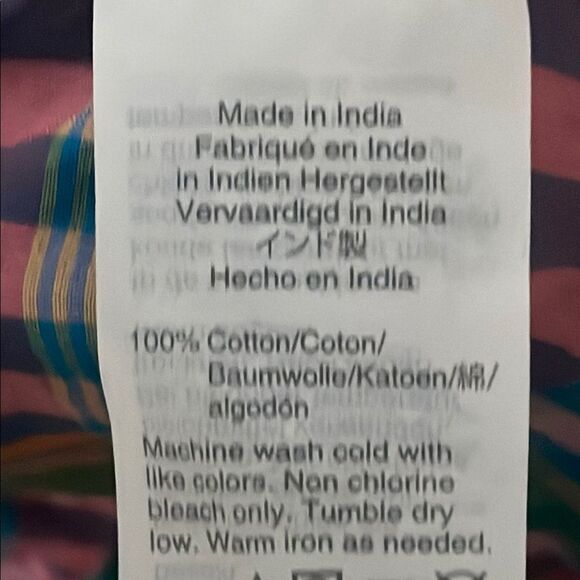 Made in India
Fabriqué en Inde
in Indien Hergestellt
Vervaardigd in India
インド製
Hecho en India
100% Cotton/Coton/
Baumwolle/Katoen/綿/
algodón
Machine wash cold with
like colors. Non chlorine
bleach only. Tumble dry
low. Warm iron as needed.